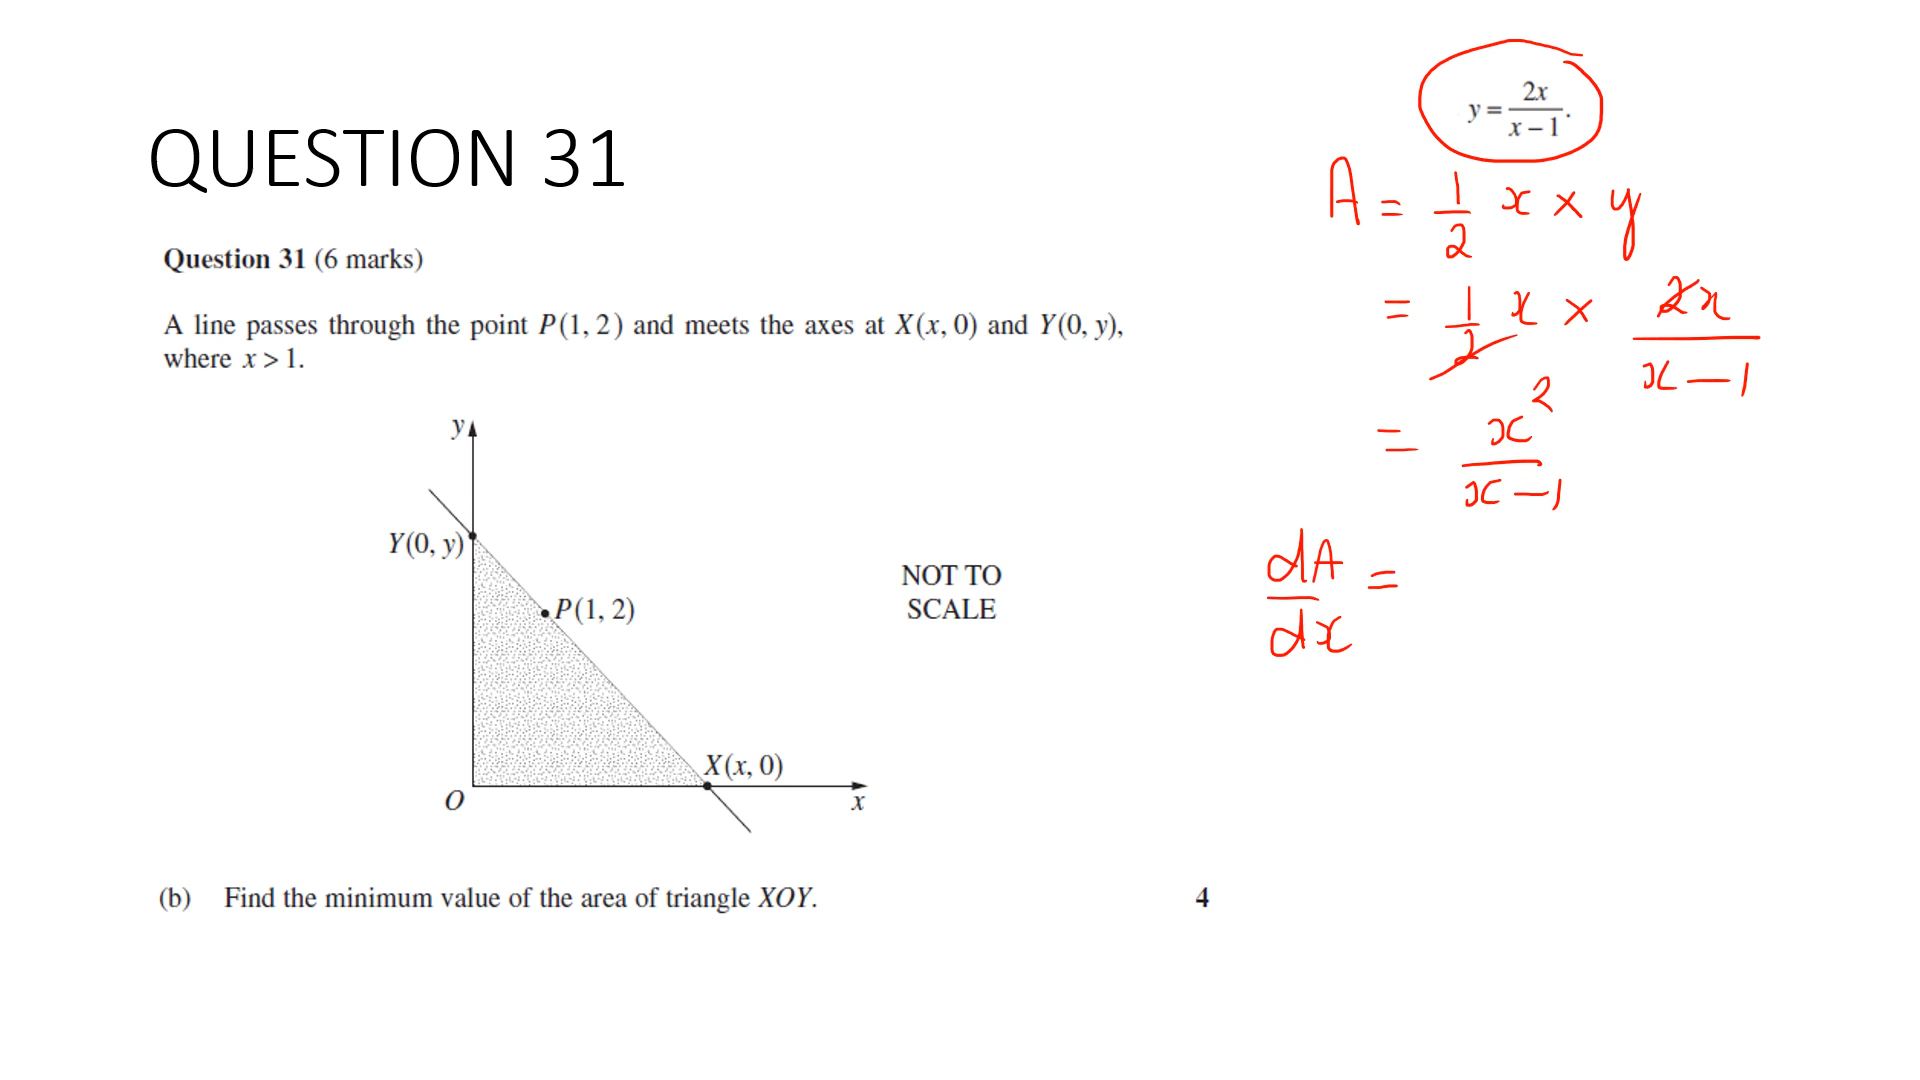 QUESTION 31
Question 31 (6 marks)
A line passes through the point P(1, 2) and meets the axes at X(x, 0) and Y(0, y),
where x > 1.
y
Y(0, y)
P(1, 2)
X(x, 0)
O
x
NOT TO
SCALE
(b) Find the minimum value of the area of triangle XOY.
4
y = 2x / (x – 1).
A = 1/2 x × y
= 1/2 x × 2x / (x – 1)
= x² / (x – 1)
dA/dx =